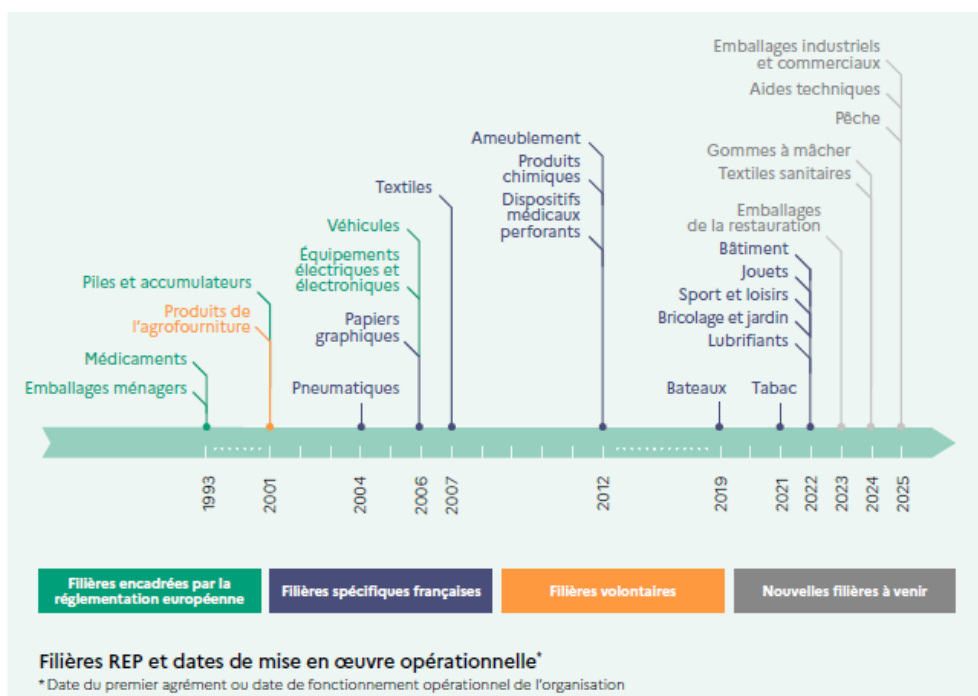 Emballages industriels
et commerciaux
Aides techniques
Pêche
Ameublement
Produits
chimiques
Dispositifs
médicaux
perforants
Gommes à mâcher
Textiles sanitaires
Textiles
Emballages
de la restauration
Véhicules
Équipements
électriques et
électroniques
Bâtiment
Jouets
Sport et loisirs
Bricolage et jardin
Lubrifiants
Piles et accumulateurs
Produits de
l'agrofourniture
Papiers
graphiques
Médicaments
Emballages ménagers
Pneumatiques
Bateaux
Tabac
1993
2001
2004
2006
2007
2012
2019
2021
2022
2023
2024
2025
Filières encadrées par la
réglementation européenne
Filières spécifiques françaises
Filières volontaires
Nouvelles filières à venir
Filières REP et dates de mise en œuvre opérationnelle*
* Date du premier agrément ou date de fonctionnement opérationnel de l'organisation